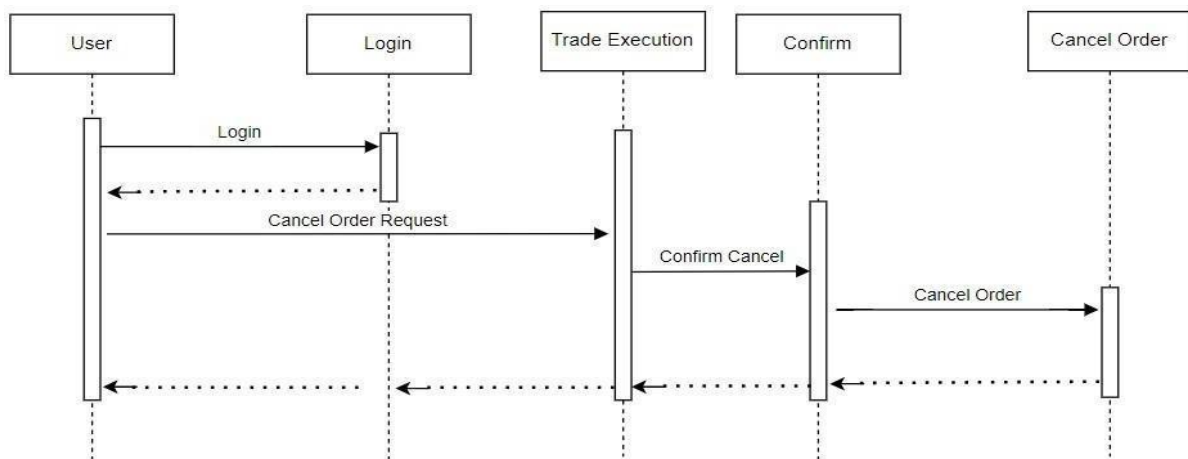 User
Login
Trade Execution
Confirm
Cancel Order
Login
Cancel Order Request
Confirm Cancel
Cancel Order